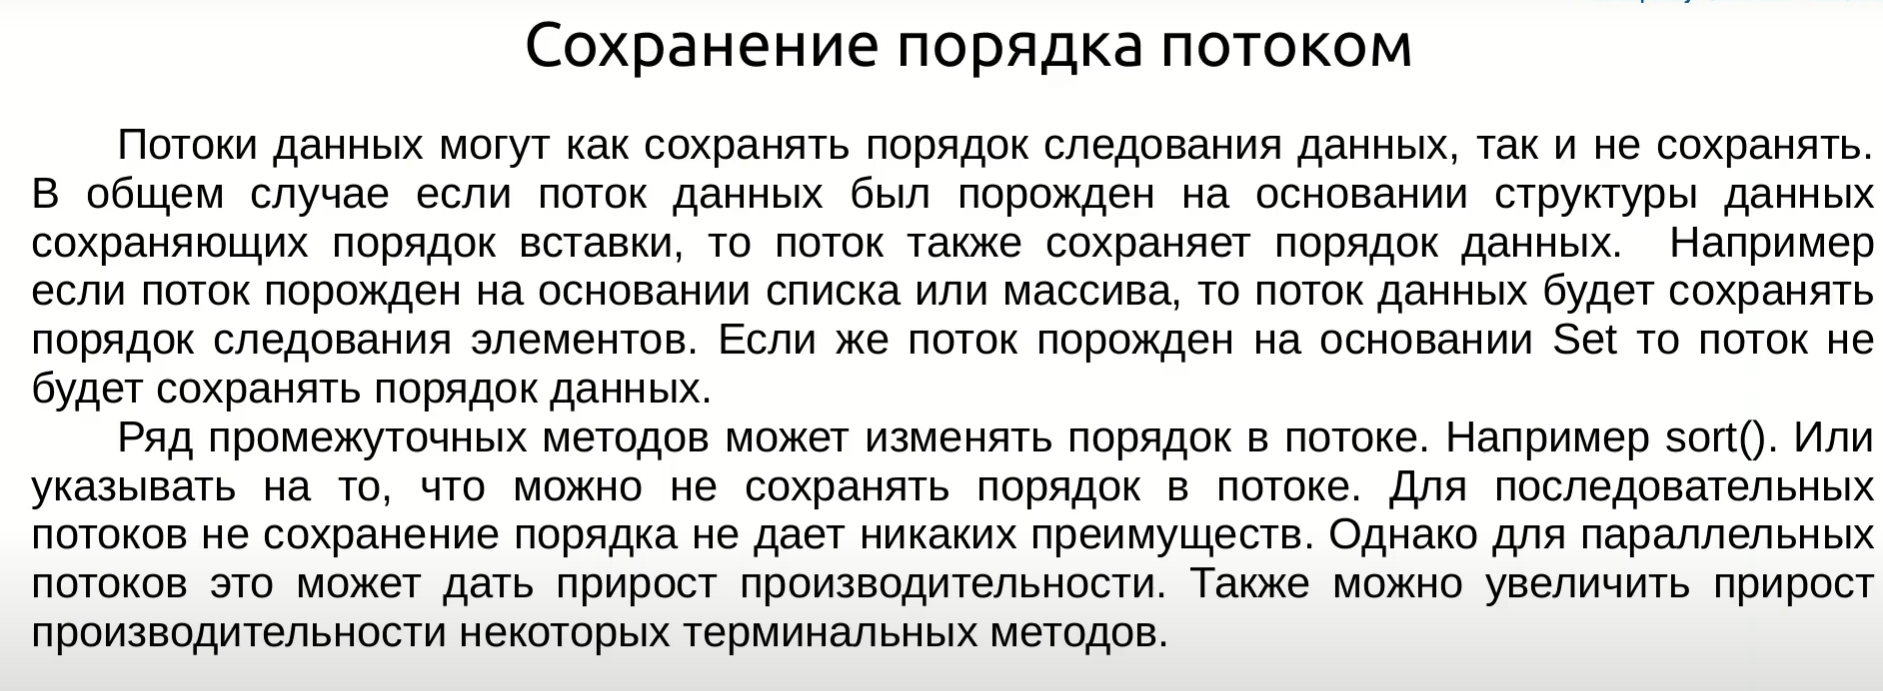 Сохранение порядка потоком
Потоки данных могут как сохранять порядок следования данных, так и не сохранять.
В общем случае если поток данных был порожден на основании структуры данных
сохраняющих порядок вставки, то поток также сохраняет порядок данных. Например
если поток порожден на основании списка или массива, то поток данных будет сохранять
порядок следования элементов. Если же поток порожден на основании Set то поток не
будет сохранять порядок данных.
Ряд промежуточных методов может изменять порядок в потоке. Например sort(). Или
указывать на то, что можно не сохранять порядок в потоке. Для последовательных
потоков не сохранение порядка не дает никаких преимуществ. Однако для параллельных
потоков это может дать прирост производительности. Также можно увеличить прирост
производительности некоторых терминальных методов.